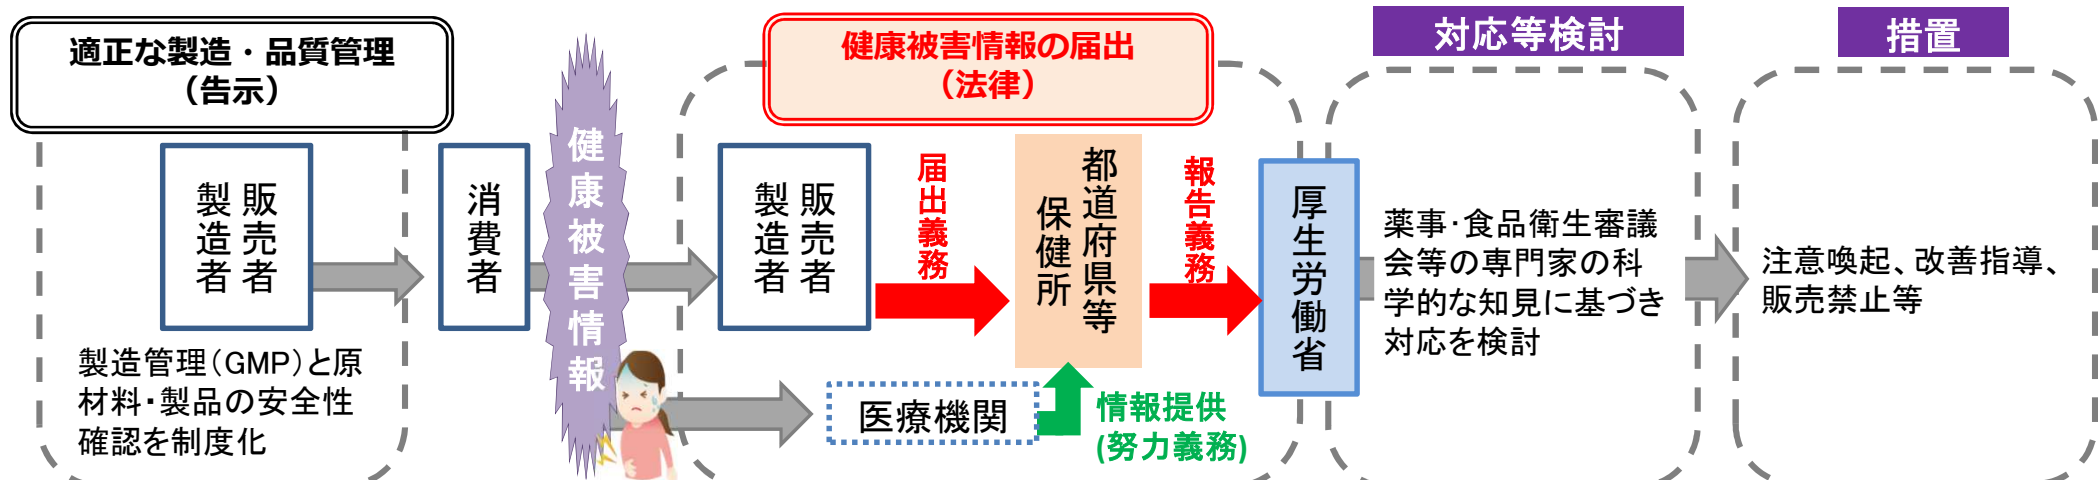 適正な製造・品質管理
（告示）
販売者
製造者
製造管理（GMP）と原
材料・製品の安全性
確認を制度化
消費者
健康被害情報
健康被害情報の届出
（法律）
販売者
製造者
届出義務
都道府県等
保健所
報告義務
厚生労働省
医療機関
情報提供
(努力義務)
対応等検討
薬事・食品衛生審議
会等の専門家の科
学的な知見に基づき
対応を検討
措置
注意喚起、改善指導、
販売禁止等